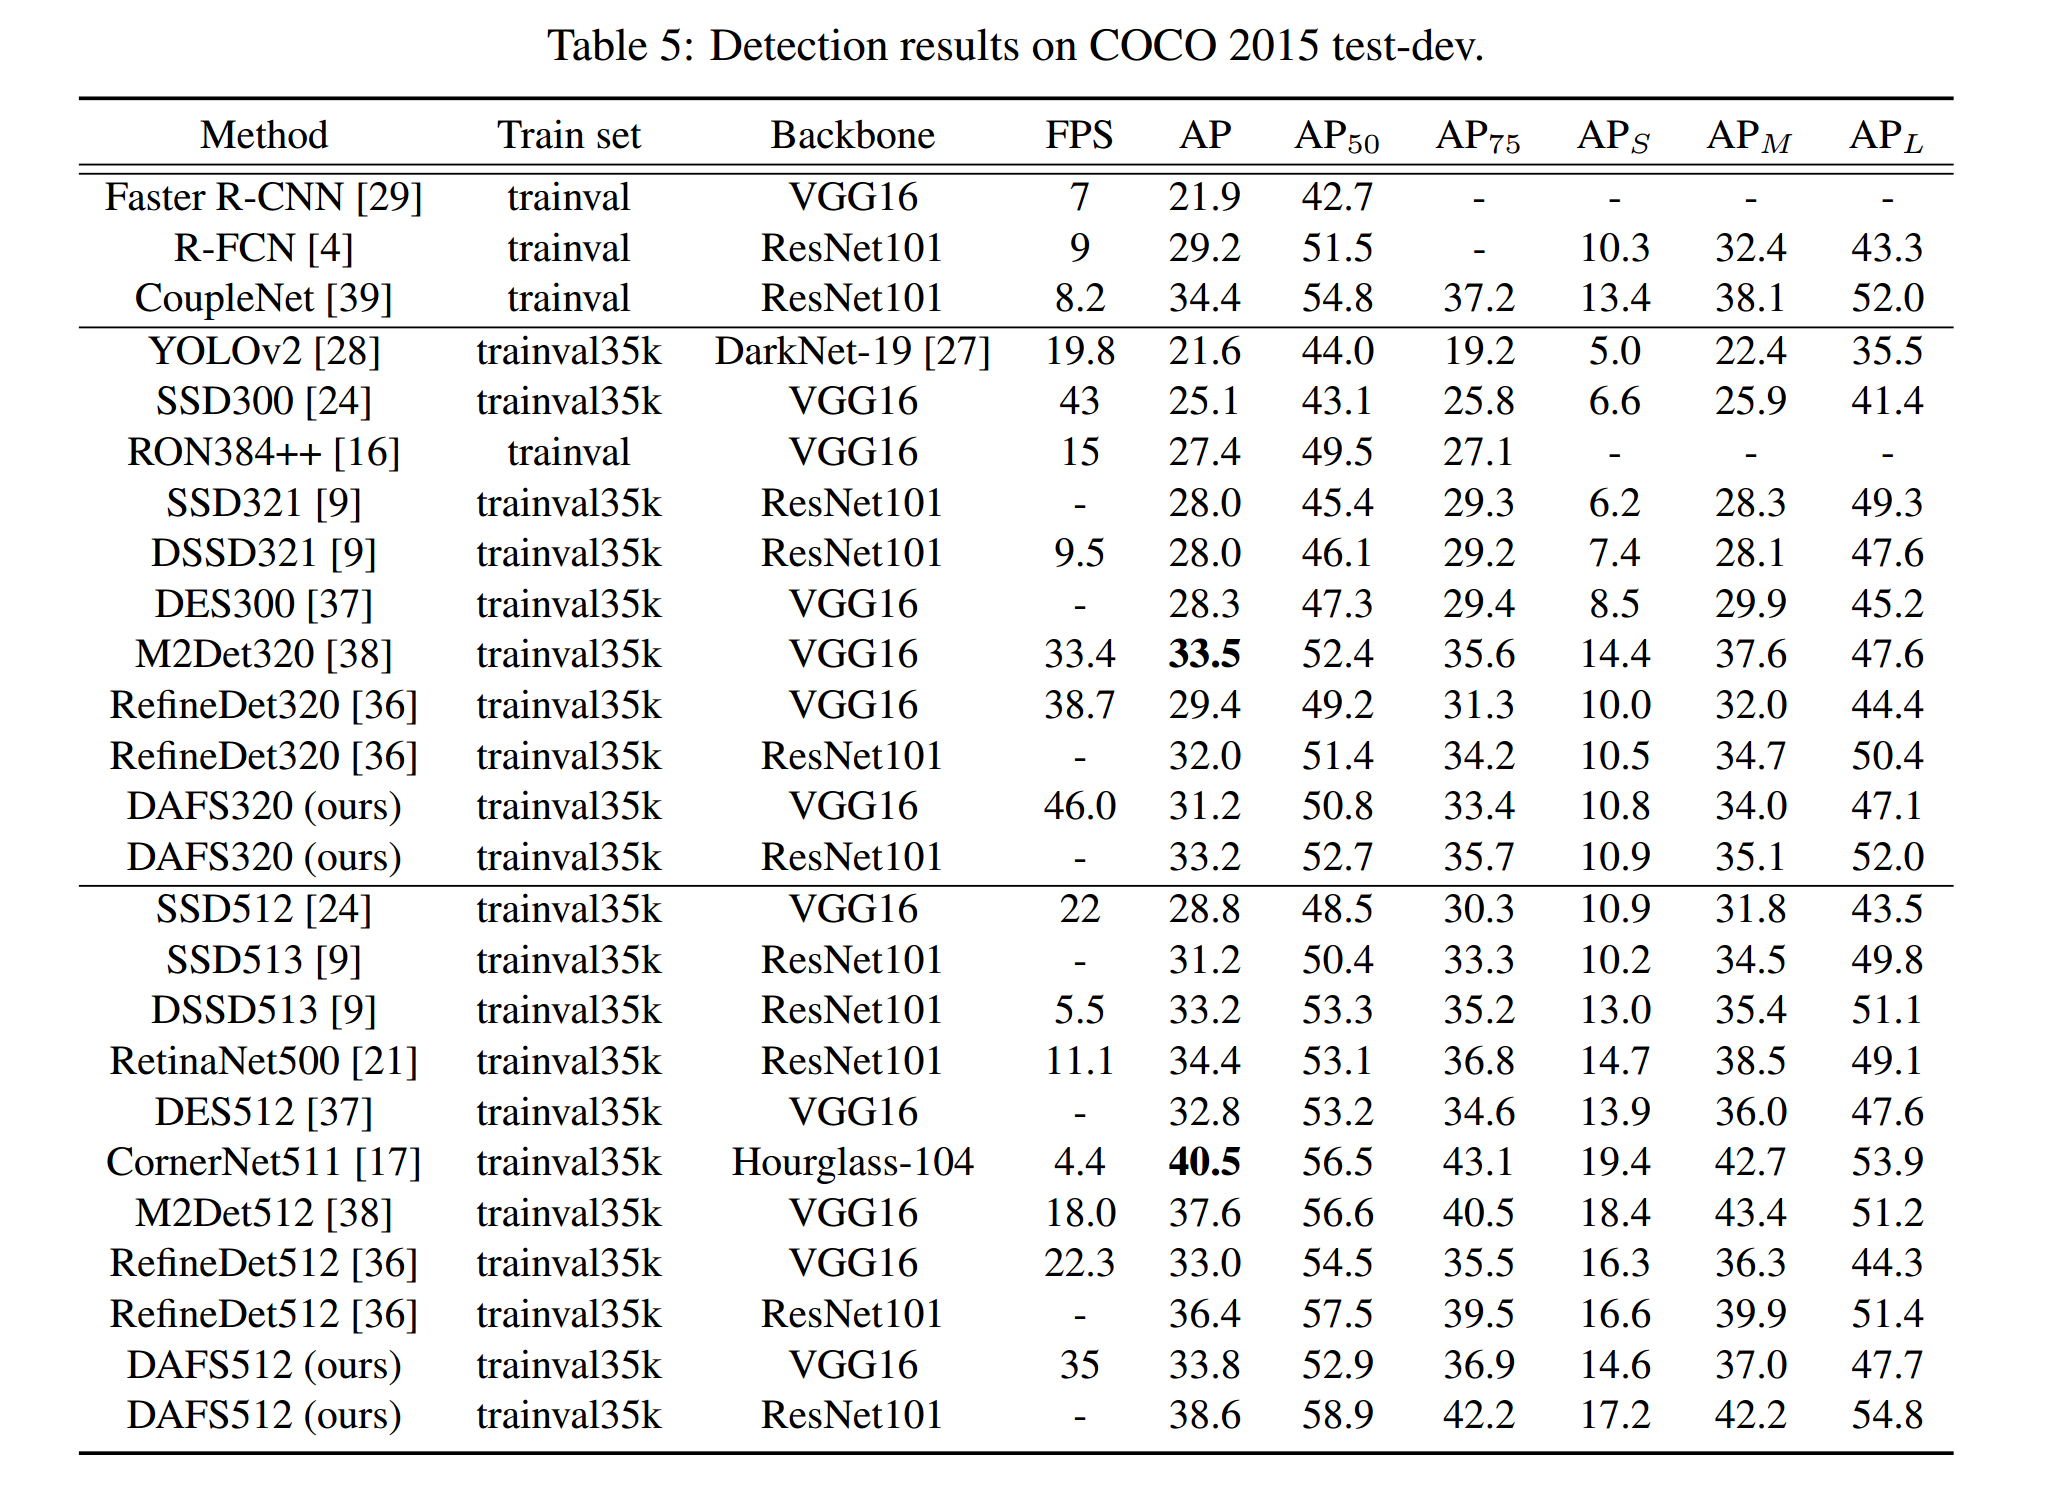 Table 5: Detection results on COCO 2015 test-dev.
Method Train set Backbone FPS AP AP50 AP75 APS APM APL
Faster R-CNN [29] trainval VGG16 7 21.9 42.7 - - - -
R-FCN [4] trainval ResNet101 9 29.2 51.5 - 10.3 32.4 43.3
CoupleNet [39] trainval ResNet101 8.2 34.4 54.8 37.2 13.4 38.1 52.0
YOLOv2 [28] trainval35k DarkNet-19 [27] 19.8 21.6 44.0 19.2 5.0 22.4 35.5
SSD300 [24] trainval35k VGG16 43 25.1 43.1 25.8 6.6 25.9 41.4
RON384++ [16] trainval VGG16 15 27.4 49.5 27.1 - - -
SSD321 [9] trainval35k ResNet101 - 28.0 45.4 29.3 6.2 28.3 49.3
DSSD321 [9] trainval35k ResNet101 9.5 28.0 46.1 29.2 7.4 28.1 47.6
DES300 [37] trainval35k VGG16 - 28.3 47.3 29.4 8.5 29.9 45.2
M2Det320 [38] trainval35k VGG16 33.4 33.5 52.4 35.6 14.4 37.6 47.6
RefineDet320 [36] trainval35k VGG16 38.7 29.4 49.2 31.3 10.0 32.0 44.4
RefineDet320 [36] trainval35k ResNet101 - 32.0 51.4 34.2 10.5 34.7 50.4
DAFS320 (ours) trainval35k VGG16 46.0 31.2 50.8 33.4 10.8 34.0 47.1
DAFS320 (ours) trainval35k ResNet101 - 33.2 52.7 35.7 10.9 35.1 52.0
SSD512 [24] trainval35k VGG16 22 28.8 48.5 30.3 10.9 31.8 43.5
SSD513 [9] trainval35k ResNet101 - 31.2 50.4 33.3 10.2 34.5 49.8
DSSD513 [9] trainval35k ResNet101 5.5 33.2 53.3 35.2 13.0 35.4 51.1
RetinaNet500 [21] trainval35k ResNet101 11.1 34.4 53.1 36.8 14.7 38.5 49.1
DES512 [37] trainval35k VGG16 - 32.8 53.2 34.6 13.9 36.0 47.6
CornerNet511 [17] trainval35k Hourglass-104 4.4 40.5 56.5 43.1 19.4 42.7 53.9
M2Det512 [38] trainval35k VGG16 18.0 37.6 56.6 40.5 18.4 43.4 51.2
RefineDet512 [36] trainval35k VGG16 22.3 33.0 54.5 35.5 16.3 36.3 44.3
RefineDet512 [36] trainval35k ResNet101 - 36.4 57.5 39.5 16.6 39.9 51.4
DAFS512 (ours) trainval35k VGG16 35 33.8 52.9 36.9 14.6 37.0 47.7
DAFS512 (ours) trainval35k ResNet101 - 38.6 58.9 42.2 17.2 42.2 54.8